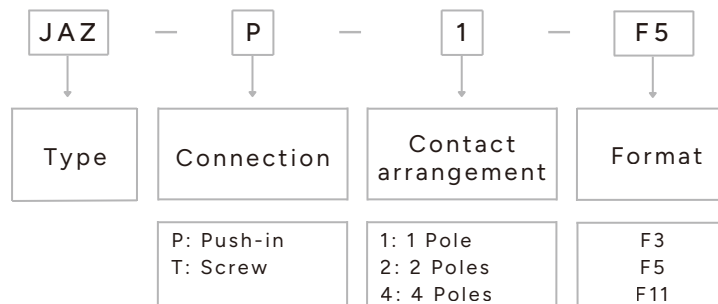 JAZ — P — 1 — F5
Type
Connection
Contact
arrangement
Format
P: Push-in
T: Screw
1: 1 Pole
2: 2 Poles
4: 4 Poles
F3
F5
F11